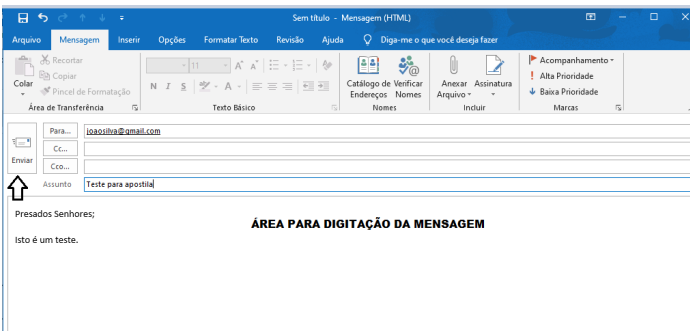 Sem título - Mensagem (HTML)
Arquivo Mensagem Inserir Opções Formatar Texto Revisão Ajuda Diga-me o que você deseja fazer
Colar
Recortar
Copiar
Pincel de Formatação
Área de Transferência
11 A A
N I S A
Texto Básico
Catálogo de Endereços
Verificar Nomes
Nomes
Anexar Arquivo
Assinatura
Incluir
Acompanhamento
Alta Prioridade
Baixa Prioridade
Marcas
Enviar
Para... joaosilva@gmail.com
Cc...
Cco...
Assunto Teste para apostila
Presados Senhores;
ÁREA PARA DIGITAÇÃO DA MENSAGEM
Isto é um teste.